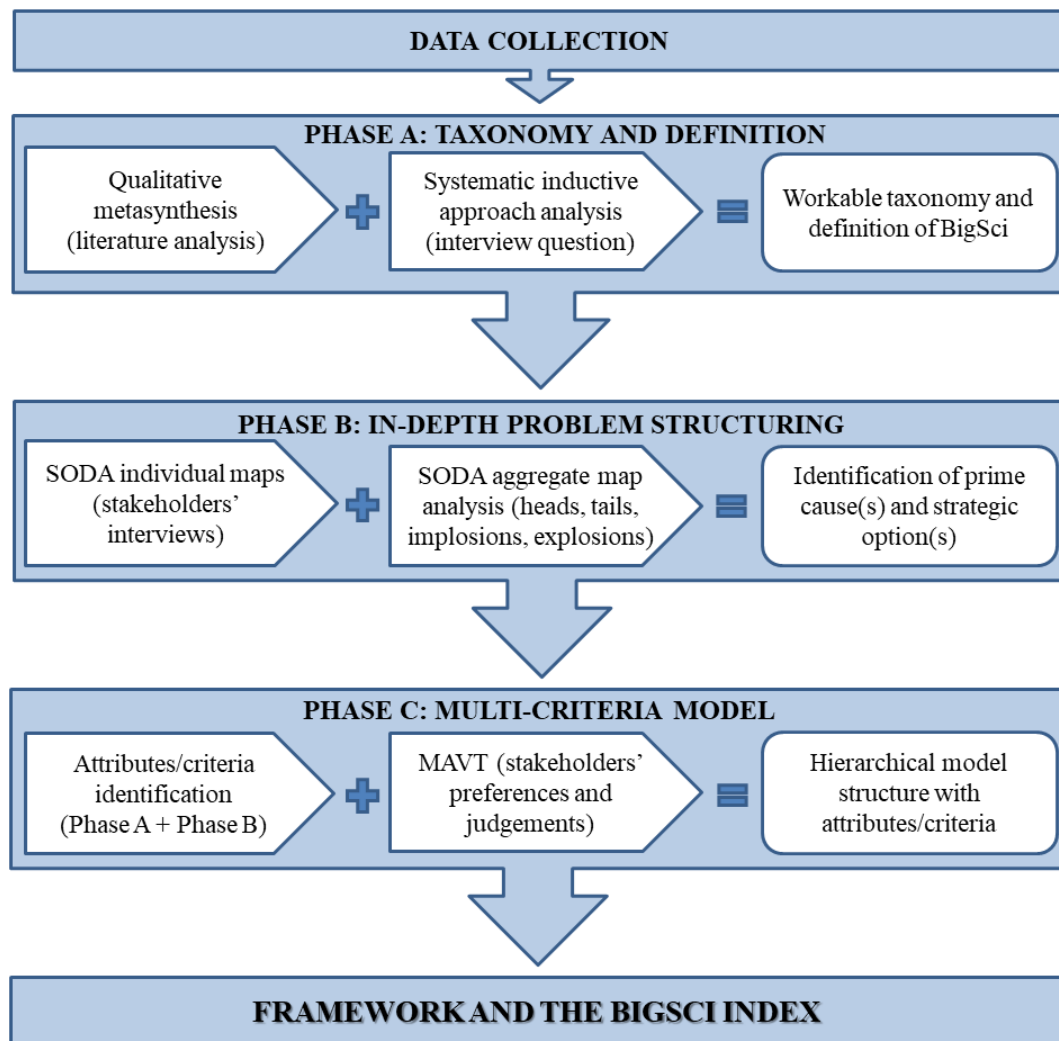 DATA COLLECTION
PHASE A: TAXONOMY AND DEFINITION
Qualitative
metasynthesis
(literature analysis)
Systematic inductive
approach analysis
(interview question)
Workable taxonomy and
definition of BigSci
PHASE B: IN-DEPTH PROBLEM STRUCTURING
SODA individual maps
(stakeholders’
interviews)
SODA aggregate map
analysis (heads, tails,
implosions, explosions)
Identification of prime
cause(s) and strategic
option(s)
PHASE C: MULTI-CRITERIA MODEL
Attributes/criteria
identification
(Phase A + Phase B)
MAVT (stakeholders’
preferences and
judgements)
Hierarchical model
structure with
attributes/criteria
FRAMEWORK AND THE BIGSCI INDEX